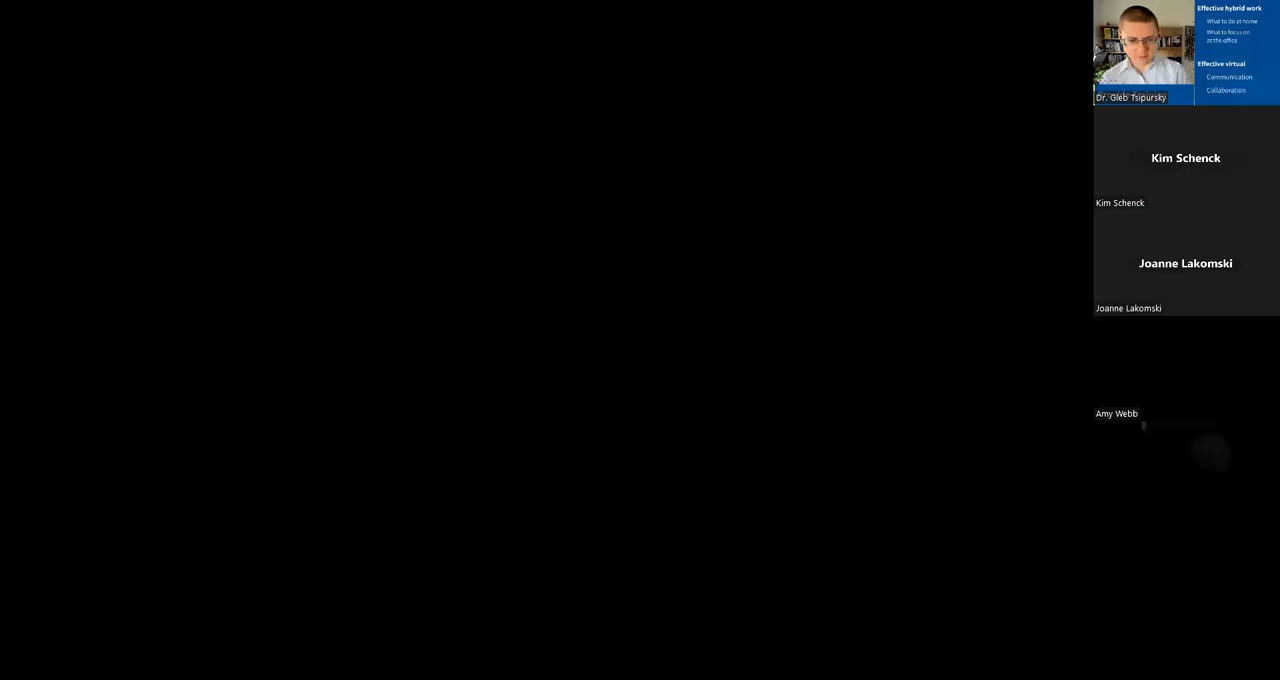 Effective hybrid work
What to do at home
What to focus on
at the office
Effective virtual
Communication
Collaboration
Dr. Gleb Tsipursky
Kim Schenck
Kim Schenck
Joanne Lakomski
Joanne Lakomski
Amy Webb